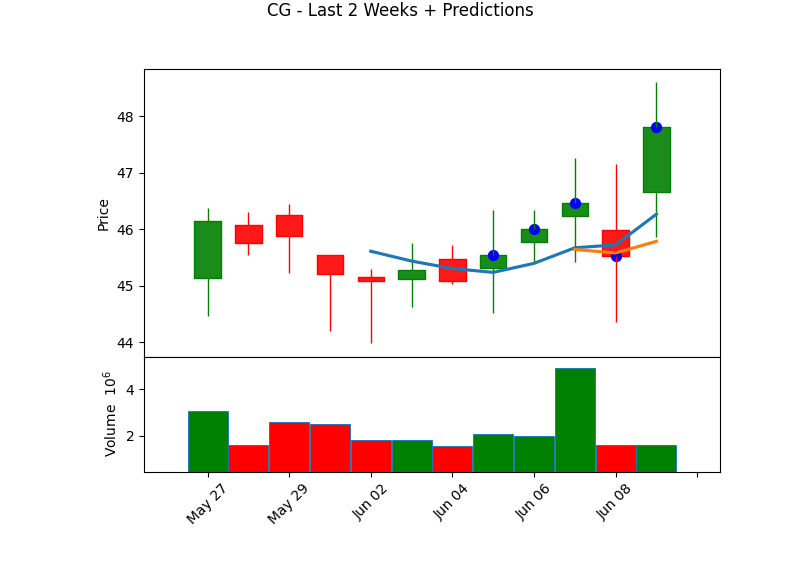 CG - Last 2 Weeks + Predictions
48
47
46
45
44
Price
4
2
Volume 10^6
May 27
May 29
Jun 02
Jun 04
Jun 06
Jun 08